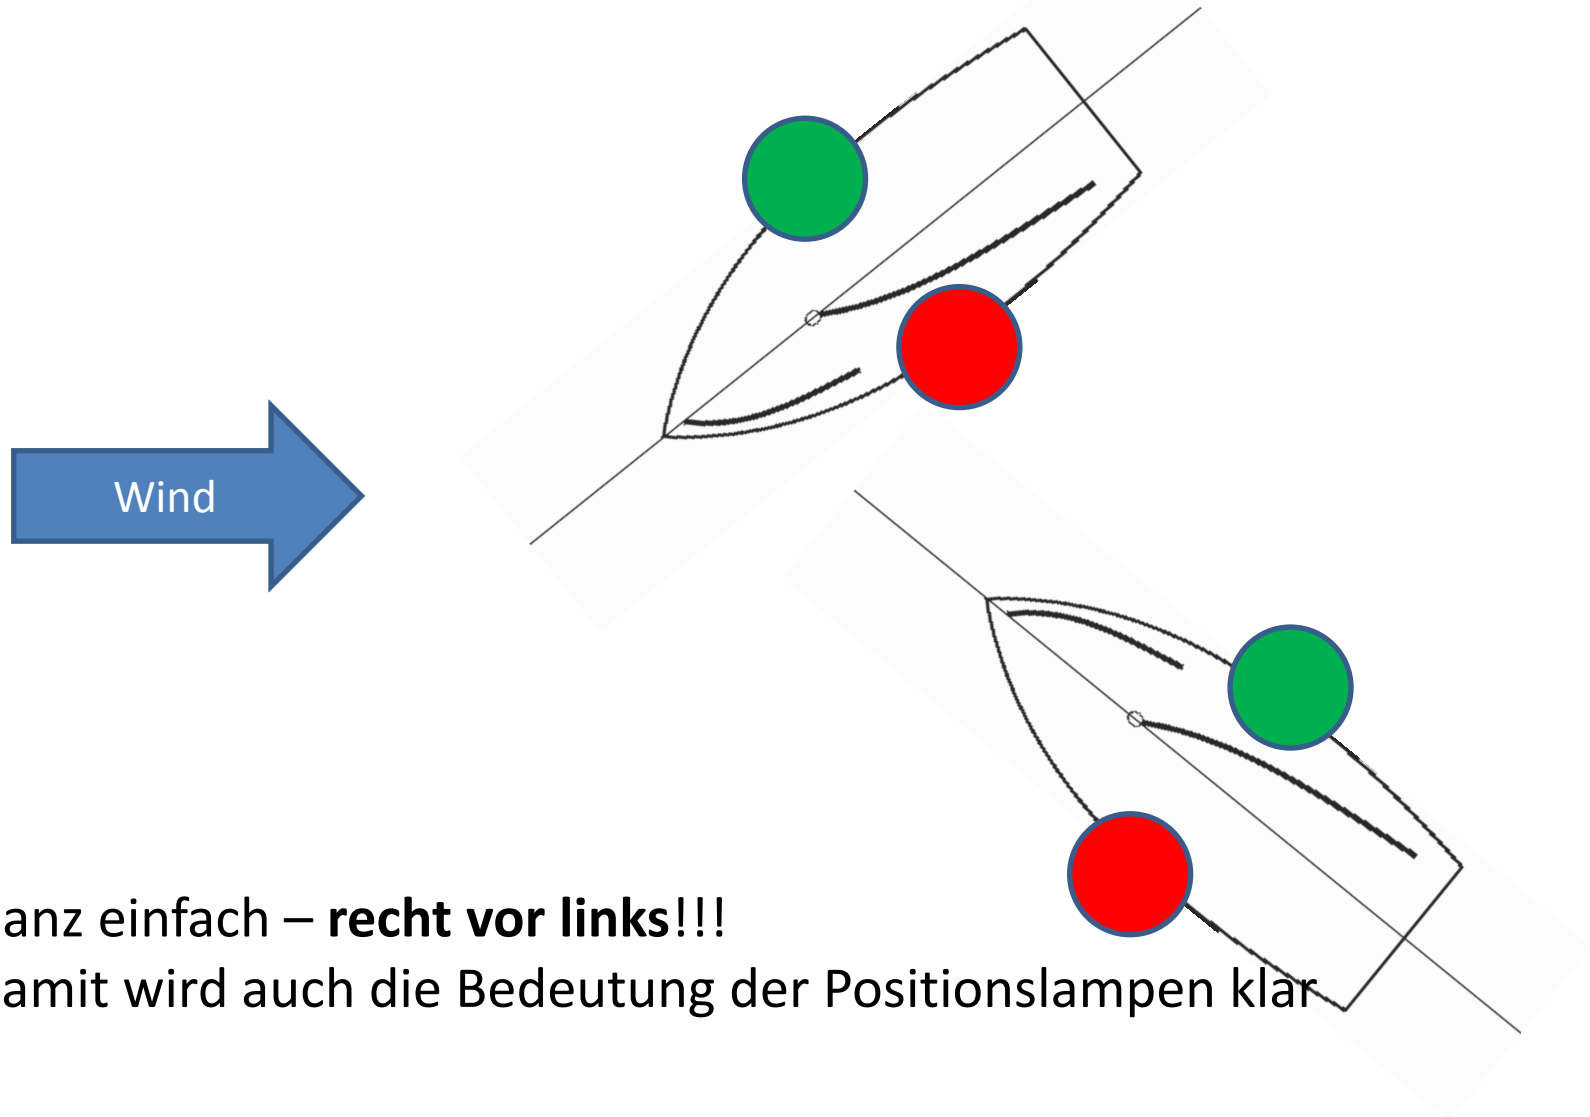 Wind
anz einfach – recht vor links!!!
amit wird auch die Bedeutung der Positionslampen klar